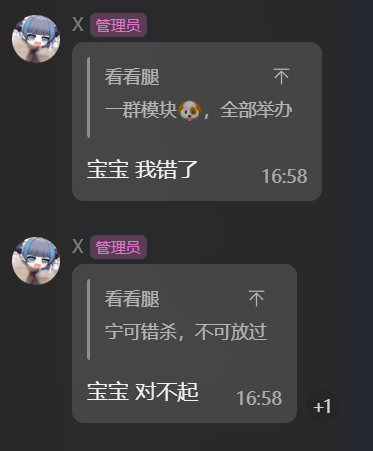 X 管理员
看看腿
一群模块🐶，全部举办
宝宝 我错了
16:58
X 管理员
看看腿
宁可错杀，不可放过
宝宝 对不起
16:58
+1